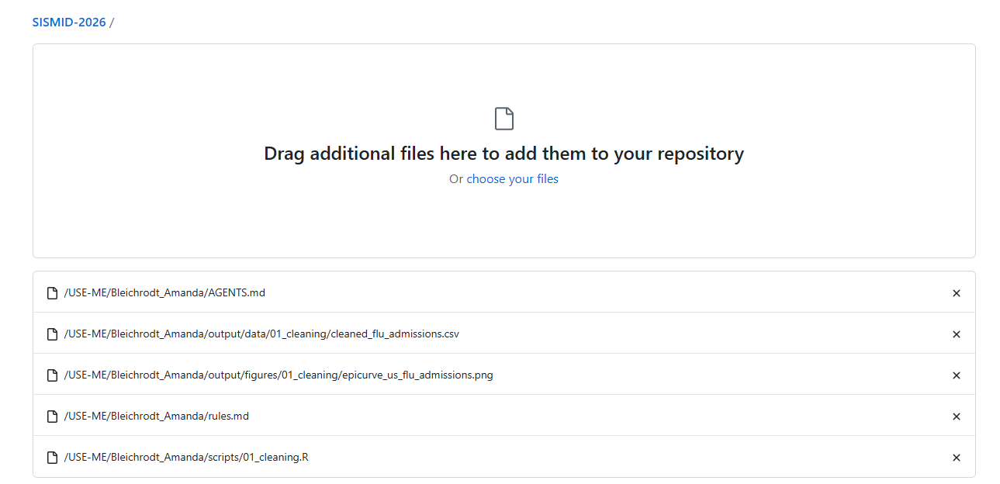 SISMID-2026 /
Drag additional files here to add them to your repository
Or choose your files
/USE-ME/Bleichrodt_Amanda/AGENTS.md
/USE-ME/Bleichrodt_Amanda/output/data/01_cleaning/cleaned_flu_admissions.csv
/USE-ME/Bleichrodt_Amanda/output/figures/01_cleaning/epicurve_us_flu_admissions.png
/USE-ME/Bleichrodt_Amanda/rules.md
/USE-ME/Bleichrodt_Amanda/scripts/01_cleaning.R